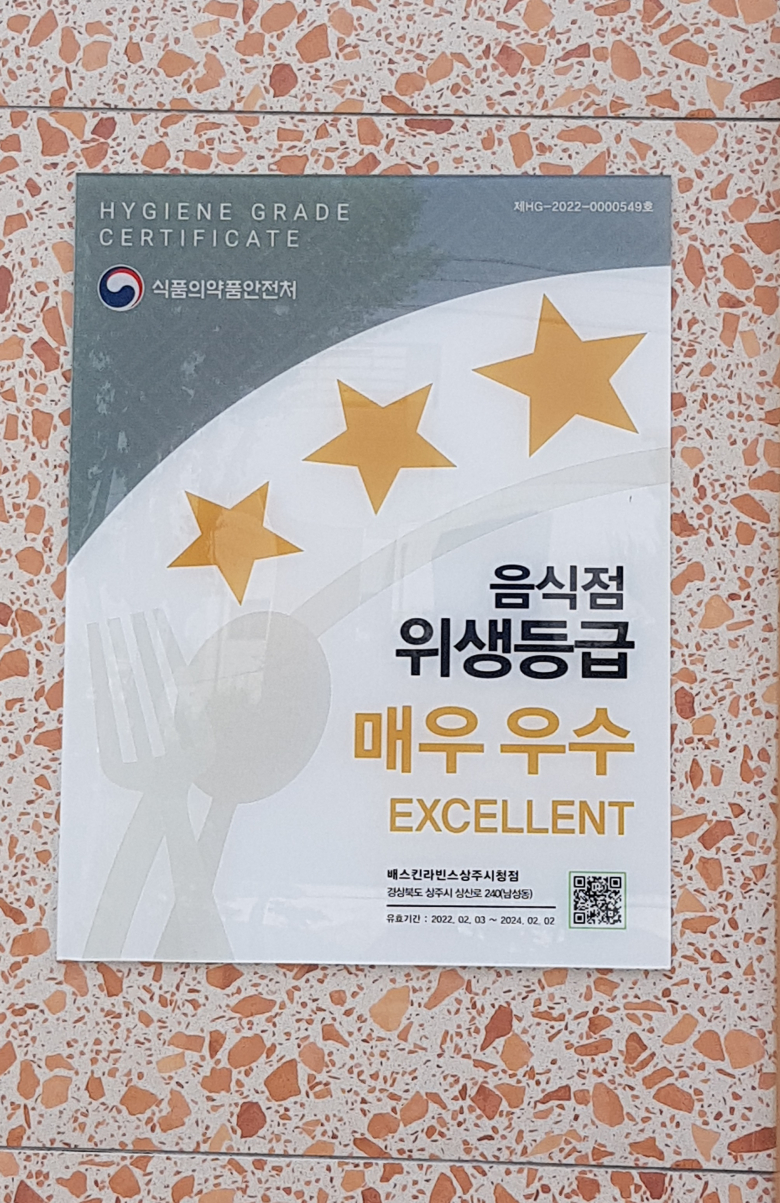 HYGIENE GRADE
CERTIFICATE
제HG-2022-0000549호
식품의약품안전처
음식점
위생등급
매우 우수
EXCELLENT
배스킨라빈스상주시청점
경상북도 상주시 상산로 240(남성동)
유효기간 : 2022. 02. 03 ~ 2024. 02. 02